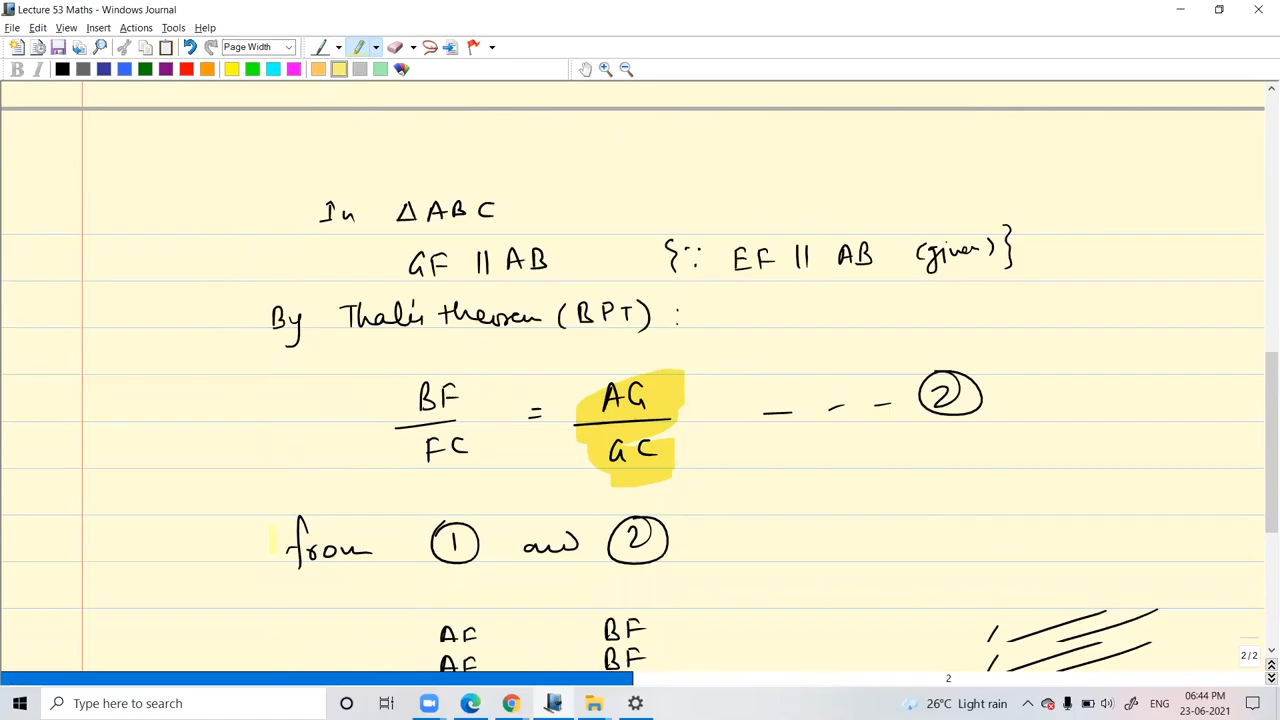 Lecture 53 Maths - Windows Journal
File Edit View Insert Actions Tools Help
Page Width
B I
In Δ ABC
GF || AB {∵ EF || AB (given)}
By Thale's theorem (BPT) :
BF / FC = AG / GC - - - ②
from ① and ②
AE BF
AE BF
2/2
2
Type here to search
26°C Light rain
ENG
06:44 PM
23-06-2021